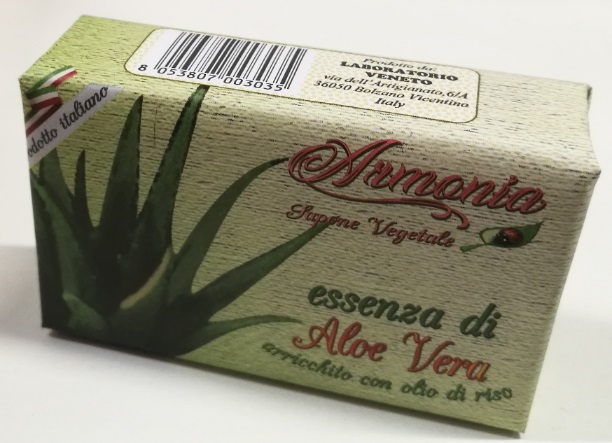 8 053807 003035
Prodotto da:
LABORATORIO
VENETO
via dell'Artigianato, 6/A
36050 Bolzano Vicentino
Italy
odotto italiano
Armonia
Sapone Vegetale
essenza di
Aloe Vera
arricchito con olio di riso